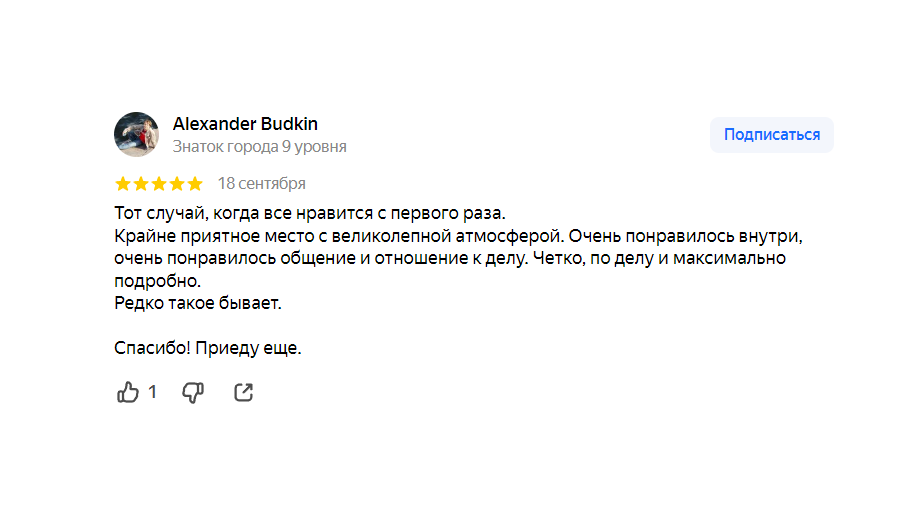 Alexander Budkin
Знаток города 9 уровня
Подписаться
18 сентября
Тот случай, когда все нравится с первого раза.
Крайне приятное место с великолепной атмосферой. Очень понравилось внутри,
очень понравилось общение и отношение к делу. Четко, по делу и максимально
подробно.
Редко такое бывает.
Спасибо! Приеду еще.
1